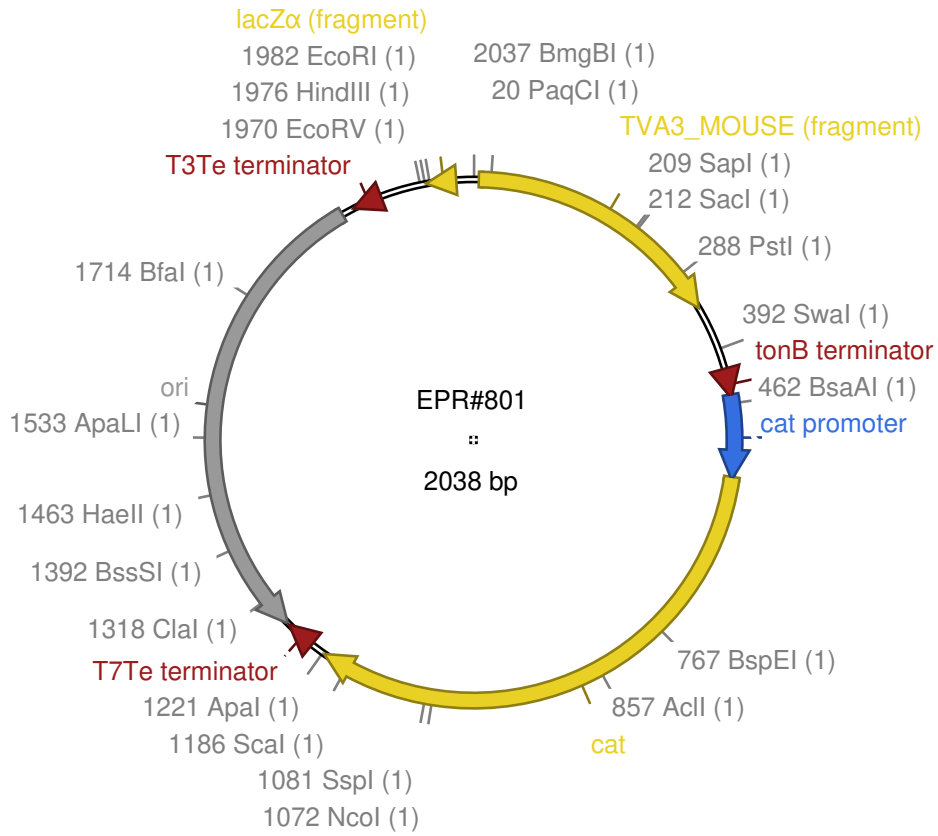 lacZα (fragment)
1982 EcoRI (1)
2037 BmgBI (1)
1976 HindIII (1)
20 PaqCI (1)
1970 EcoRV (1)
TVA3_MOUSE (fragment)
T3Te terminator
209 SapI (1)
212 SacI (1)
288 PstI (1)
1714 BfaI (1)
392 SwaI (1)
tonB terminator
ori
462 BsaAI (1)
EPR#801
1533 ApaLI (1)
cat promoter
2038 bp
1463 HaeII (1)
1392 BssSI (1)
1318 ClaI (1)
767 BspEI (1)
T7Te terminator
1221 ApaI (1)
857 AclI (1)
1186 ScaI (1)
cat
1081 SspI (1)
1072 NcoI (1)